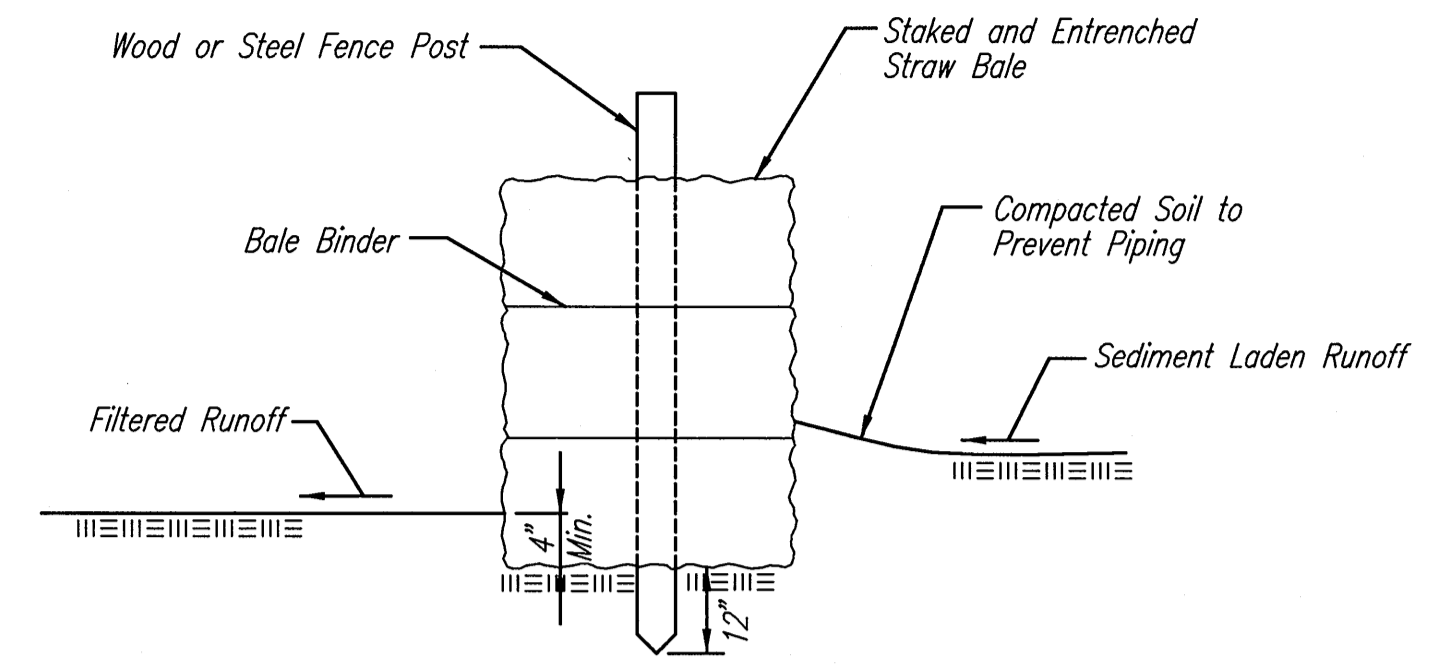 Wood or Steel Fence Post
Staked and Entrenched
Straw Bale
Bale Binder
Compacted Soil to
Prevent Piping
Sediment Laden Runoff
Filtered Runoff
4"
Min.
12"